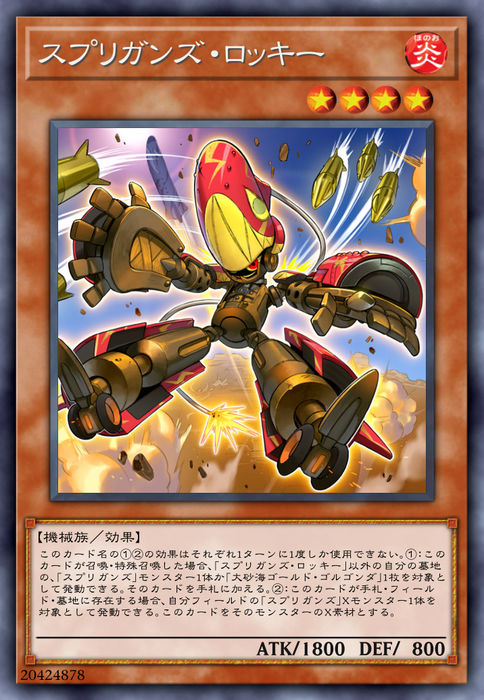 スプリガンズ・ロッキー
ほのお
炎
【機械族／効果】
このカード名の①②の効果はそれぞれ1ターンに1度しか使用できない。①：この
カードが召喚・特殊召喚した場合、「スプリガンズ・ロッキー」以外の自分の墓地
の、「スプリガンズ」モンスター1体か「大砂海ゴールド・ゴルゴンダ」1枚を対象と
して発動できる。そのカードを手札に加える。②：このカードが手札・フィール
ド・墓地に存在する場合、自分フィールドの「スプリガンズ」Xモンスター1体を
対象として発動できる。このカードをそのモンスターのX素材とする。
ATK/1800 DEF/ 800
20424878